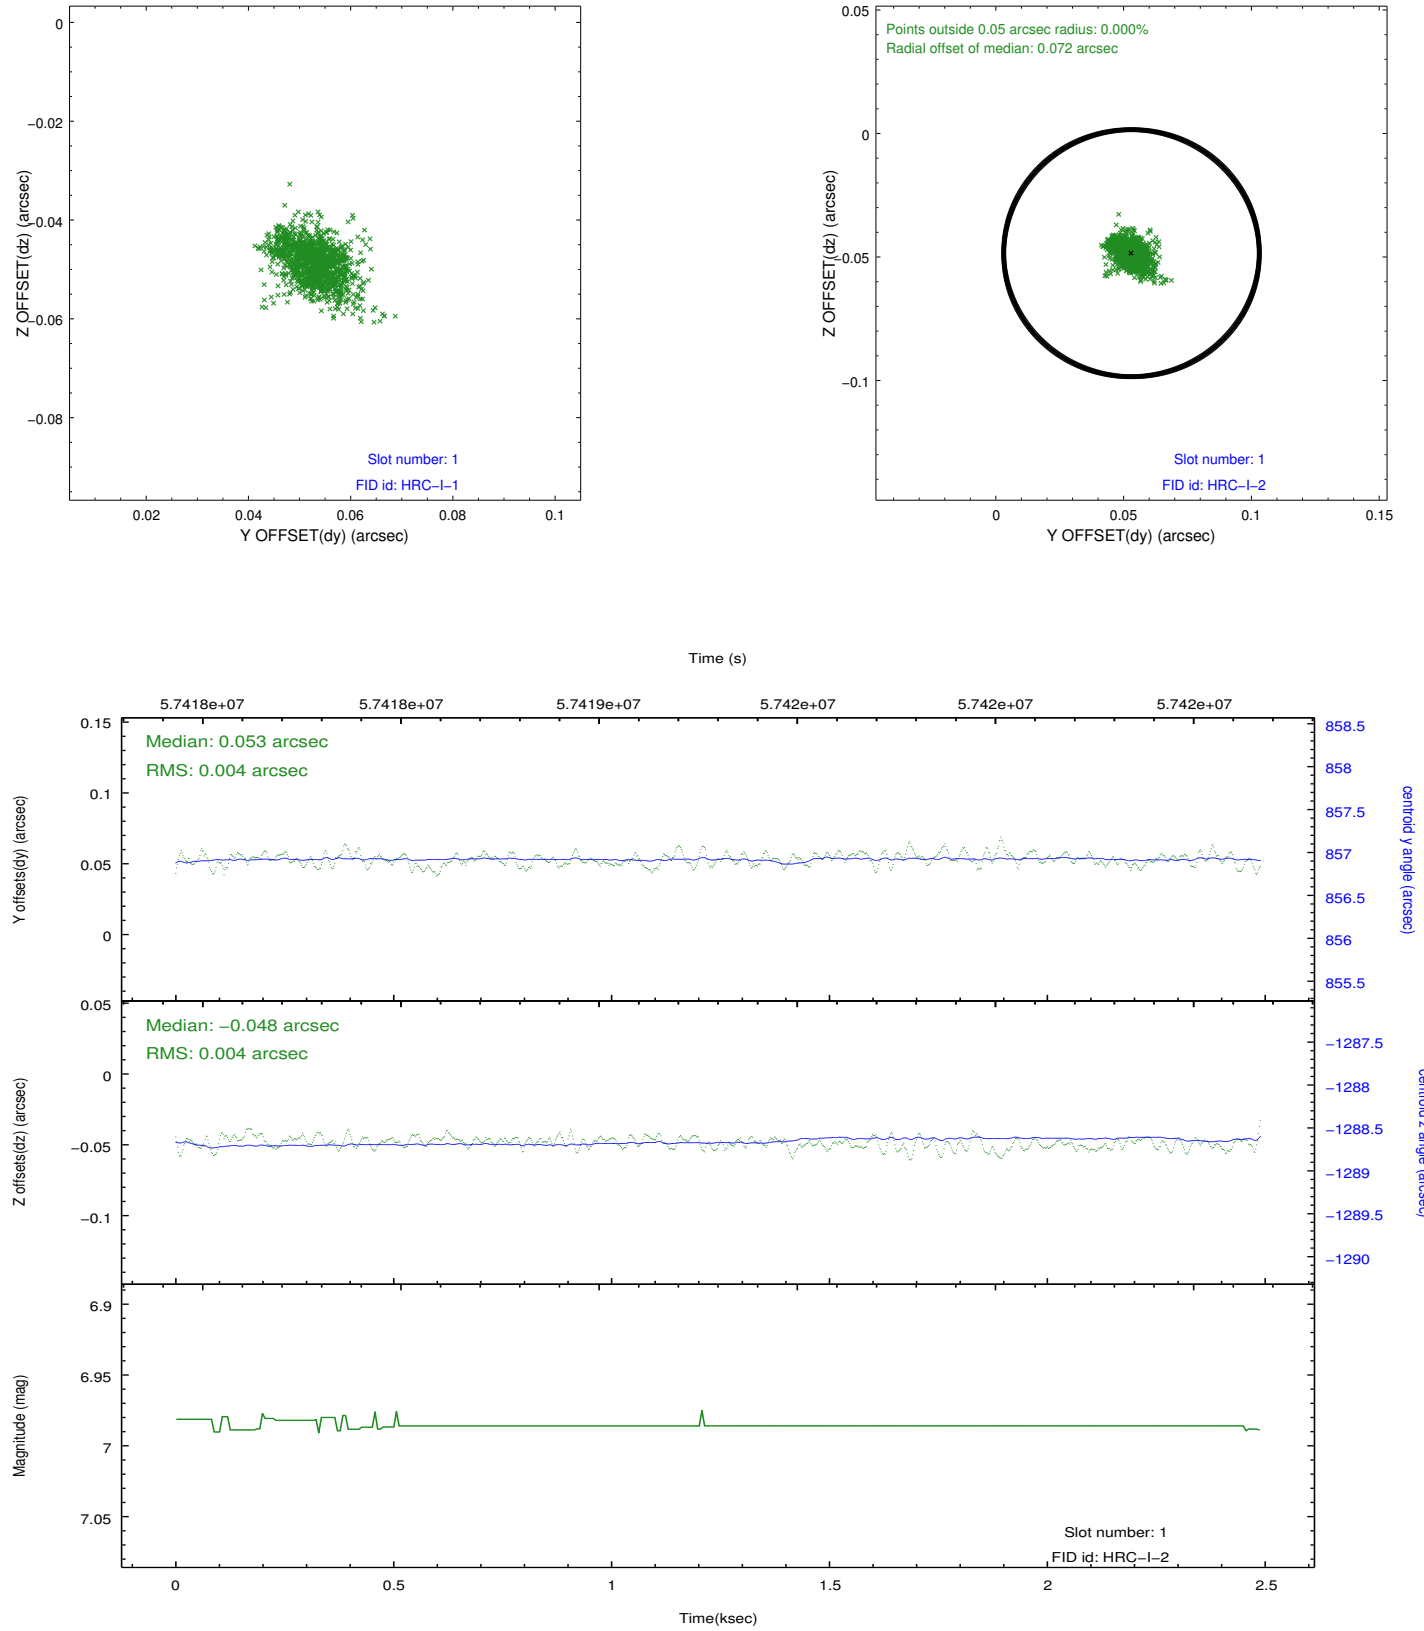 0
−0.02
−0.04
−0.06
−0.08
Z OFFSET(dz) (arcsec)
Slot number: 1
FID id: HRC−I−1
0.02
0.04
0.06
0.08
0.1
Y OFFSET(dy) (arcsec)
0.05
0
−0.05
−0.1
Z OFFSET(dz) (arcsec)
Points outside 0.05 arcsec radius: 0.000%
Radial offset of median: 0.072 arcsec
Slot number: 1
FID id: HRC−I−2
0
0.05
0.1
0.15
Y OFFSET(dy) (arcsec)
Time (s)
5.7418e+07
5.7418e+07
5.7419e+07
5.742e+07
5.742e+07
5.742e+07
0.15
0.1
0.05
0
Y offsets(dy) (arcsec)
Median: 0.053 arcsec
RMS: 0.004 arcsec
858.5
858
857.5
857
856.5
856
855.5
centroid y angle (arcsec)
0.05
0
−0.05
−0.1
Z offsets(dz) (arcsec)
Median: −0.048 arcsec
RMS: 0.004 arcsec
−1287.5
−1288
−1288.5
−1289
−1289.5
−1290
centroid z angle (arcsec)
6.9
6.95
7
7.05
Magnitude (mag)
Slot number: 1
FID id: HRC−I−2
0
0.5
1
1.5
2
2.5
Time(ksec)